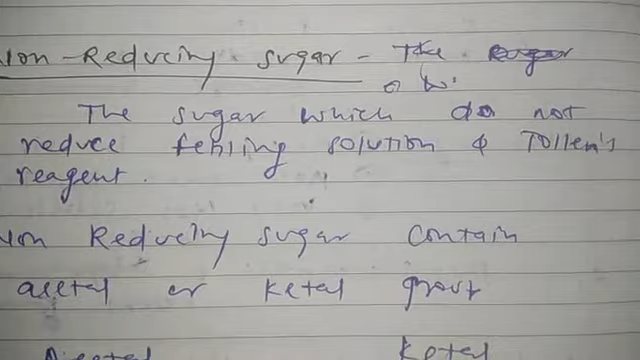 Non-Reducing sugar - The
The sugar which do not
reduce fehling solution & Tollen's
reagent.
Non Reducing sugar contain
acetal or ketal group
Acetal Ketal